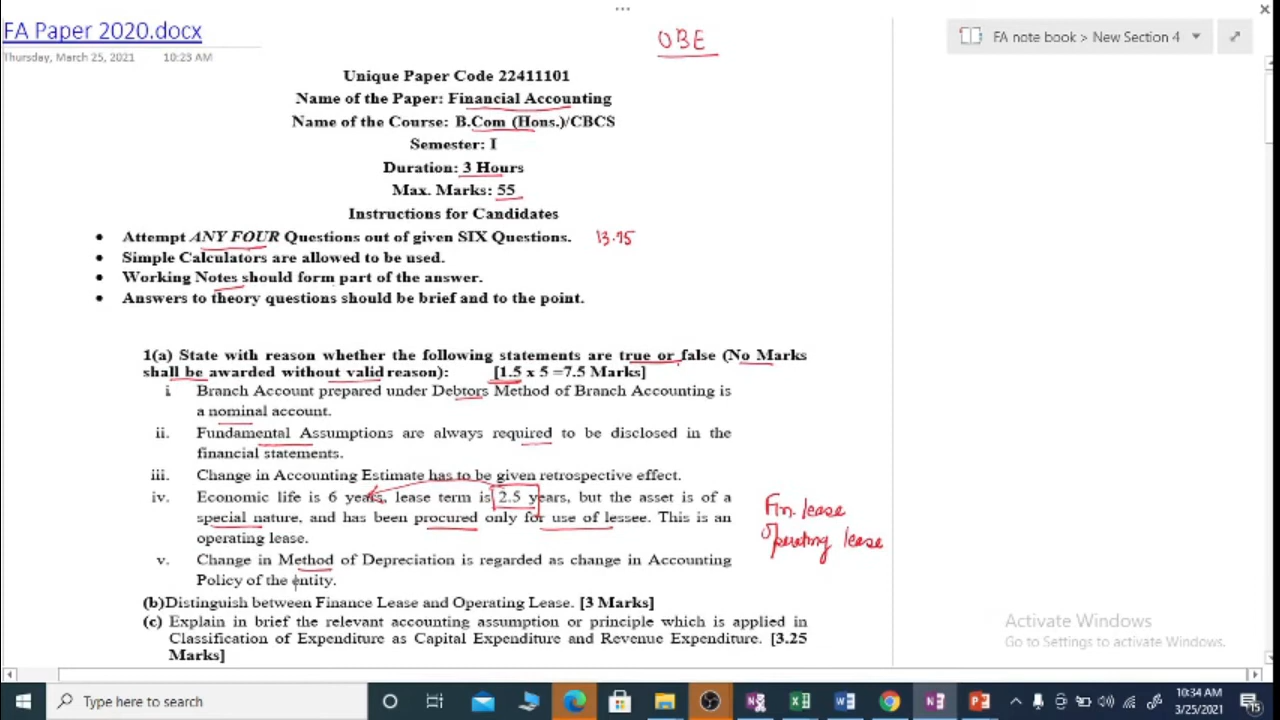 FA Paper 2020.docx
Thursday, March 25, 2021 10:23 AM
OBE
FA note book > New Section 4
Unique Paper Code 22411101
Name of the Paper: Financial Accounting
Name of the Course: B.Com (Hons.)/CBCS
Semester: I
Duration: 3 Hours
Max. Marks: 55
Instructions for Candidates
• Attempt ANY FOUR Questions out of given SIX Questions. 13.75
• Simple Calculators are allowed to be used.
• Working Notes should form part of the answer.
• Answers to theory questions should be brief and to the point.
1(a) State with reason whether the following statements are true or false (No Marks
shall be awarded without valid reason): [1.5 x 5 =7.5 Marks]
i. Branch Account prepared under Debtors Method of Branch Accounting is
a nominal account.
ii. Fundamental Assumptions are always required to be disclosed in the
financial statements.
iii. Change in Accounting Estimate has to be given retrospective effect.
iv. Economic life is 6 years, lease term is 2.5 years, but the asset is of a
special nature, and has been procured only for use of lessee. This is an
operating lease.
Fin. lease
Operating lease
v. Change in Method of Depreciation is regarded as change in Accounting
Policy of the entity.
(b)Distinguish between Finance Lease and Operating Lease. [3 Marks]
(c) Explain in brief the relevant accounting assumption or principle which is applied in
Classification of Expenditure as Capital Expenditure and Revenue Expenditure. [3.25
Marks]
Activate Windows
Go to Settings to activate Windows.
Type here to search
10:34 AM
3/25/2021
15